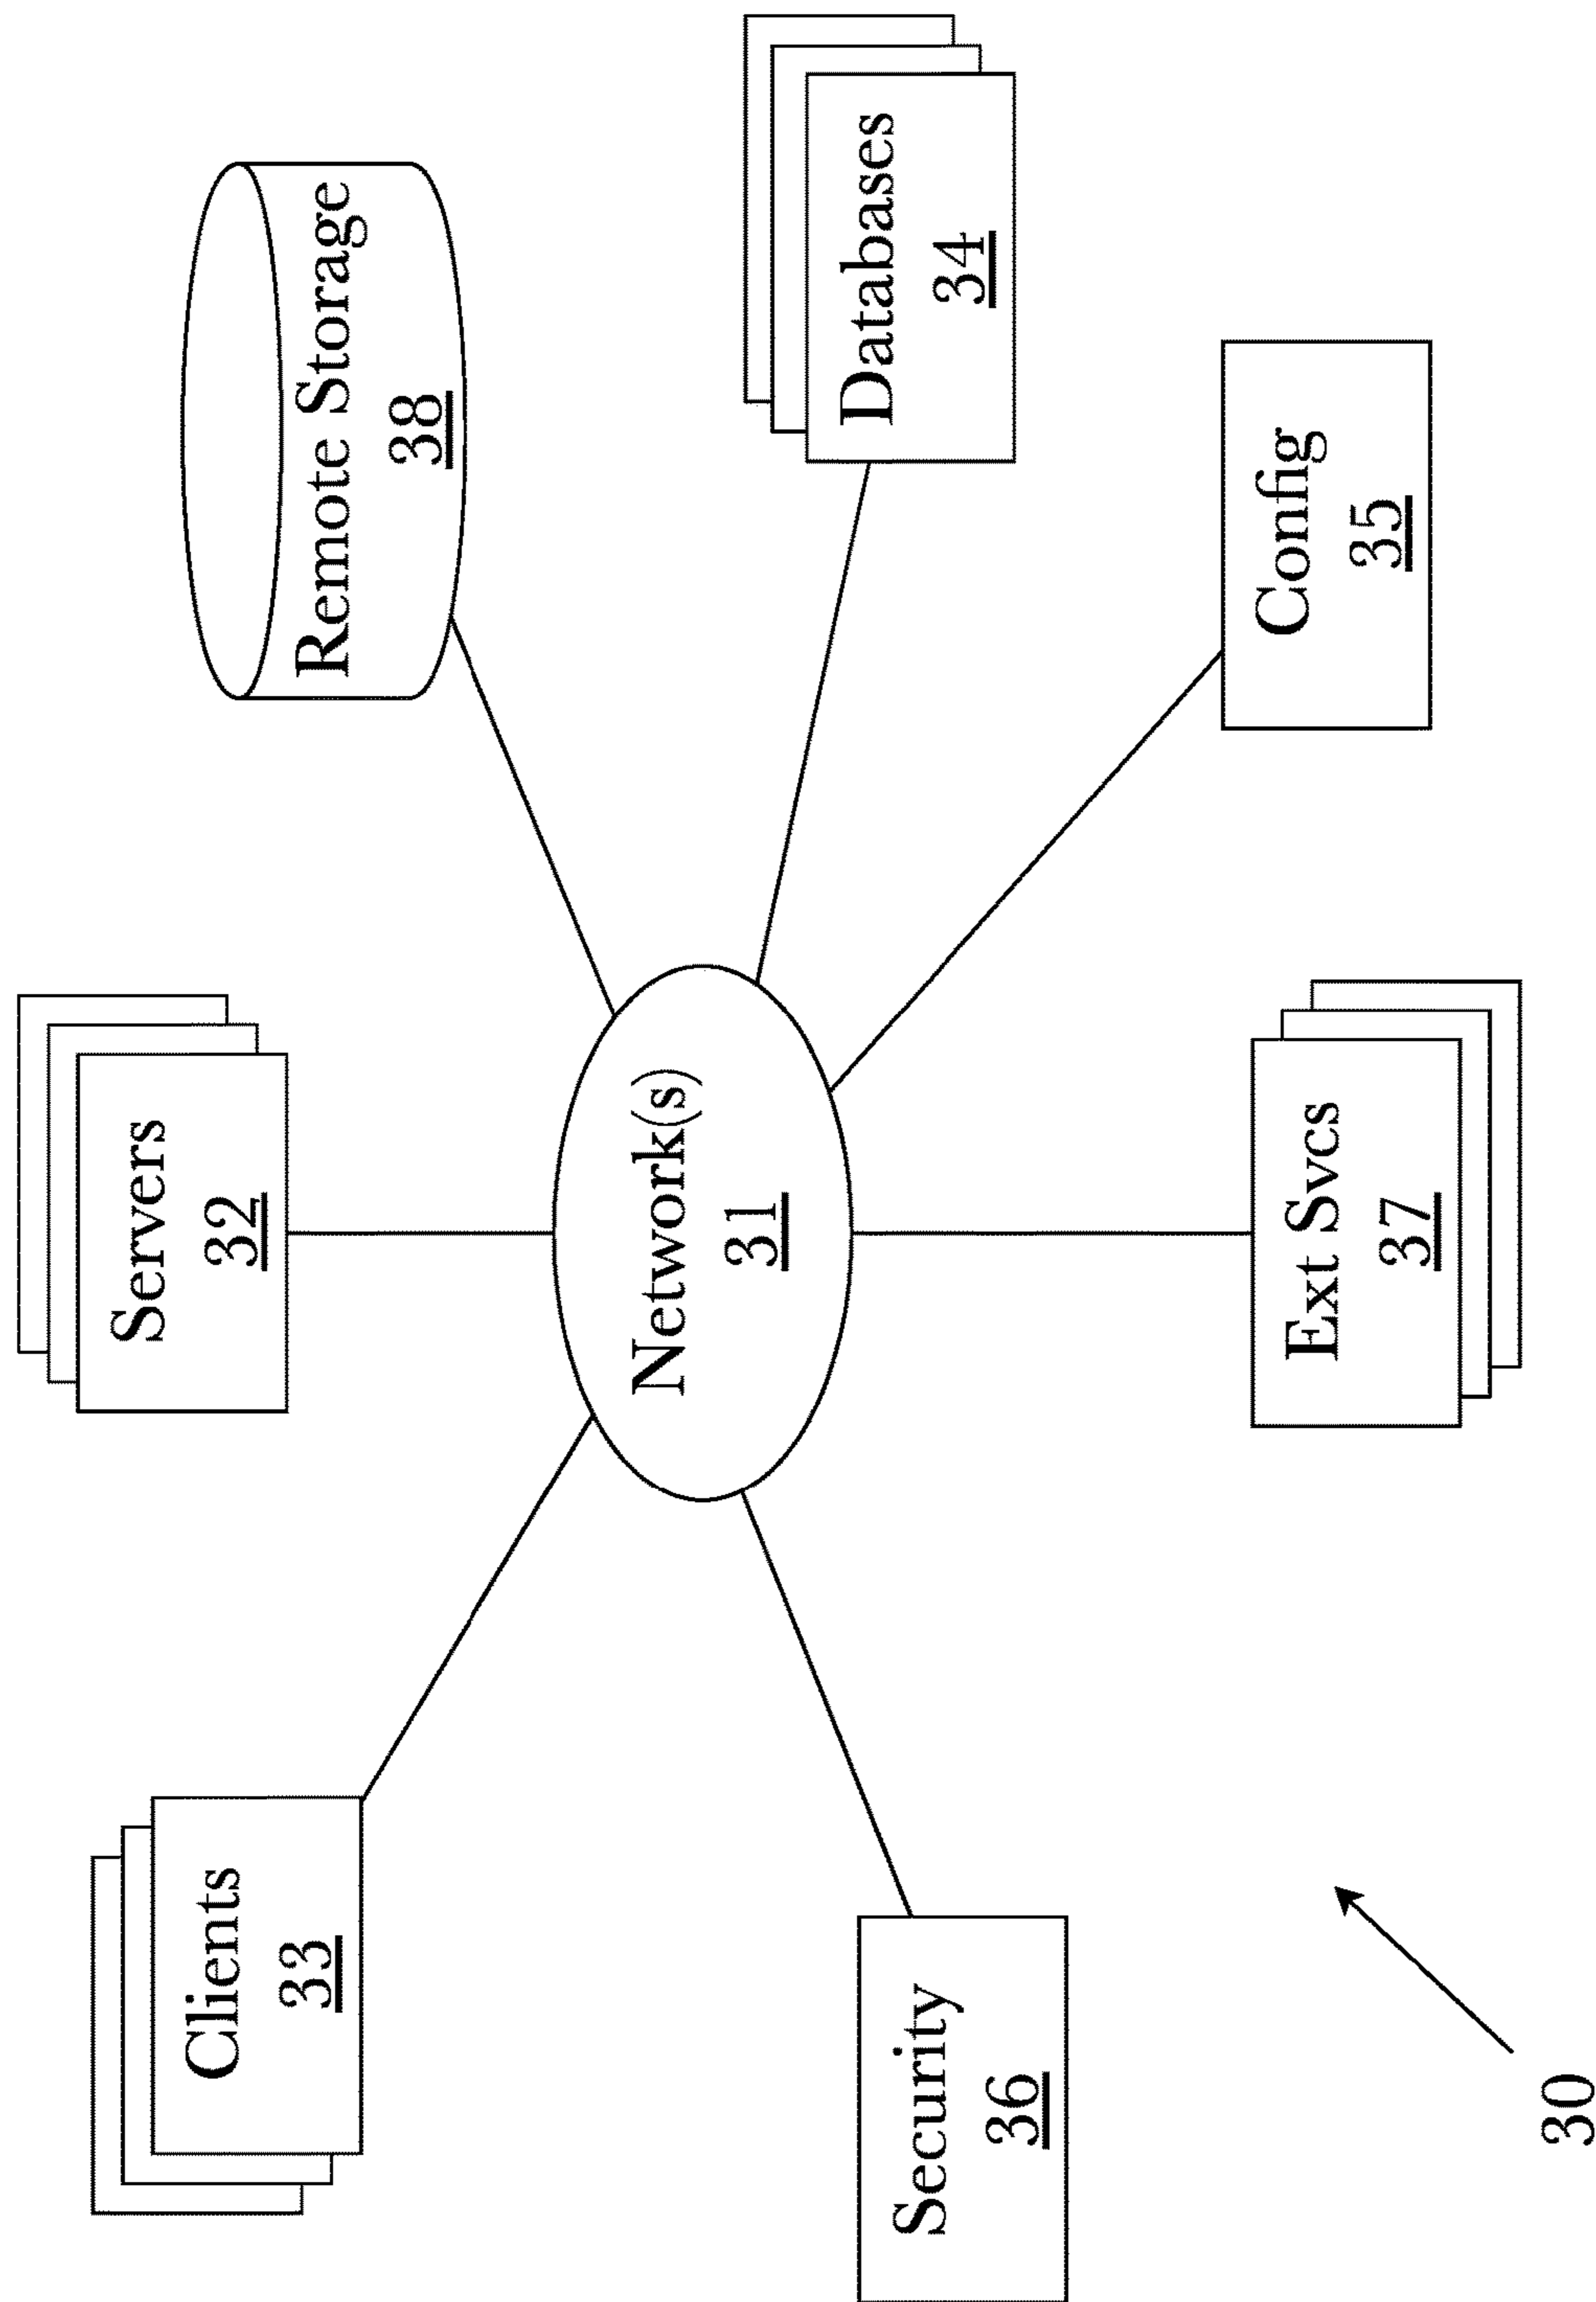 Clients
33
Servers
32
Remote Storage
38
Network(s)
31
Databases
34
Security
36
Ext Svcs
37
Config
35
30